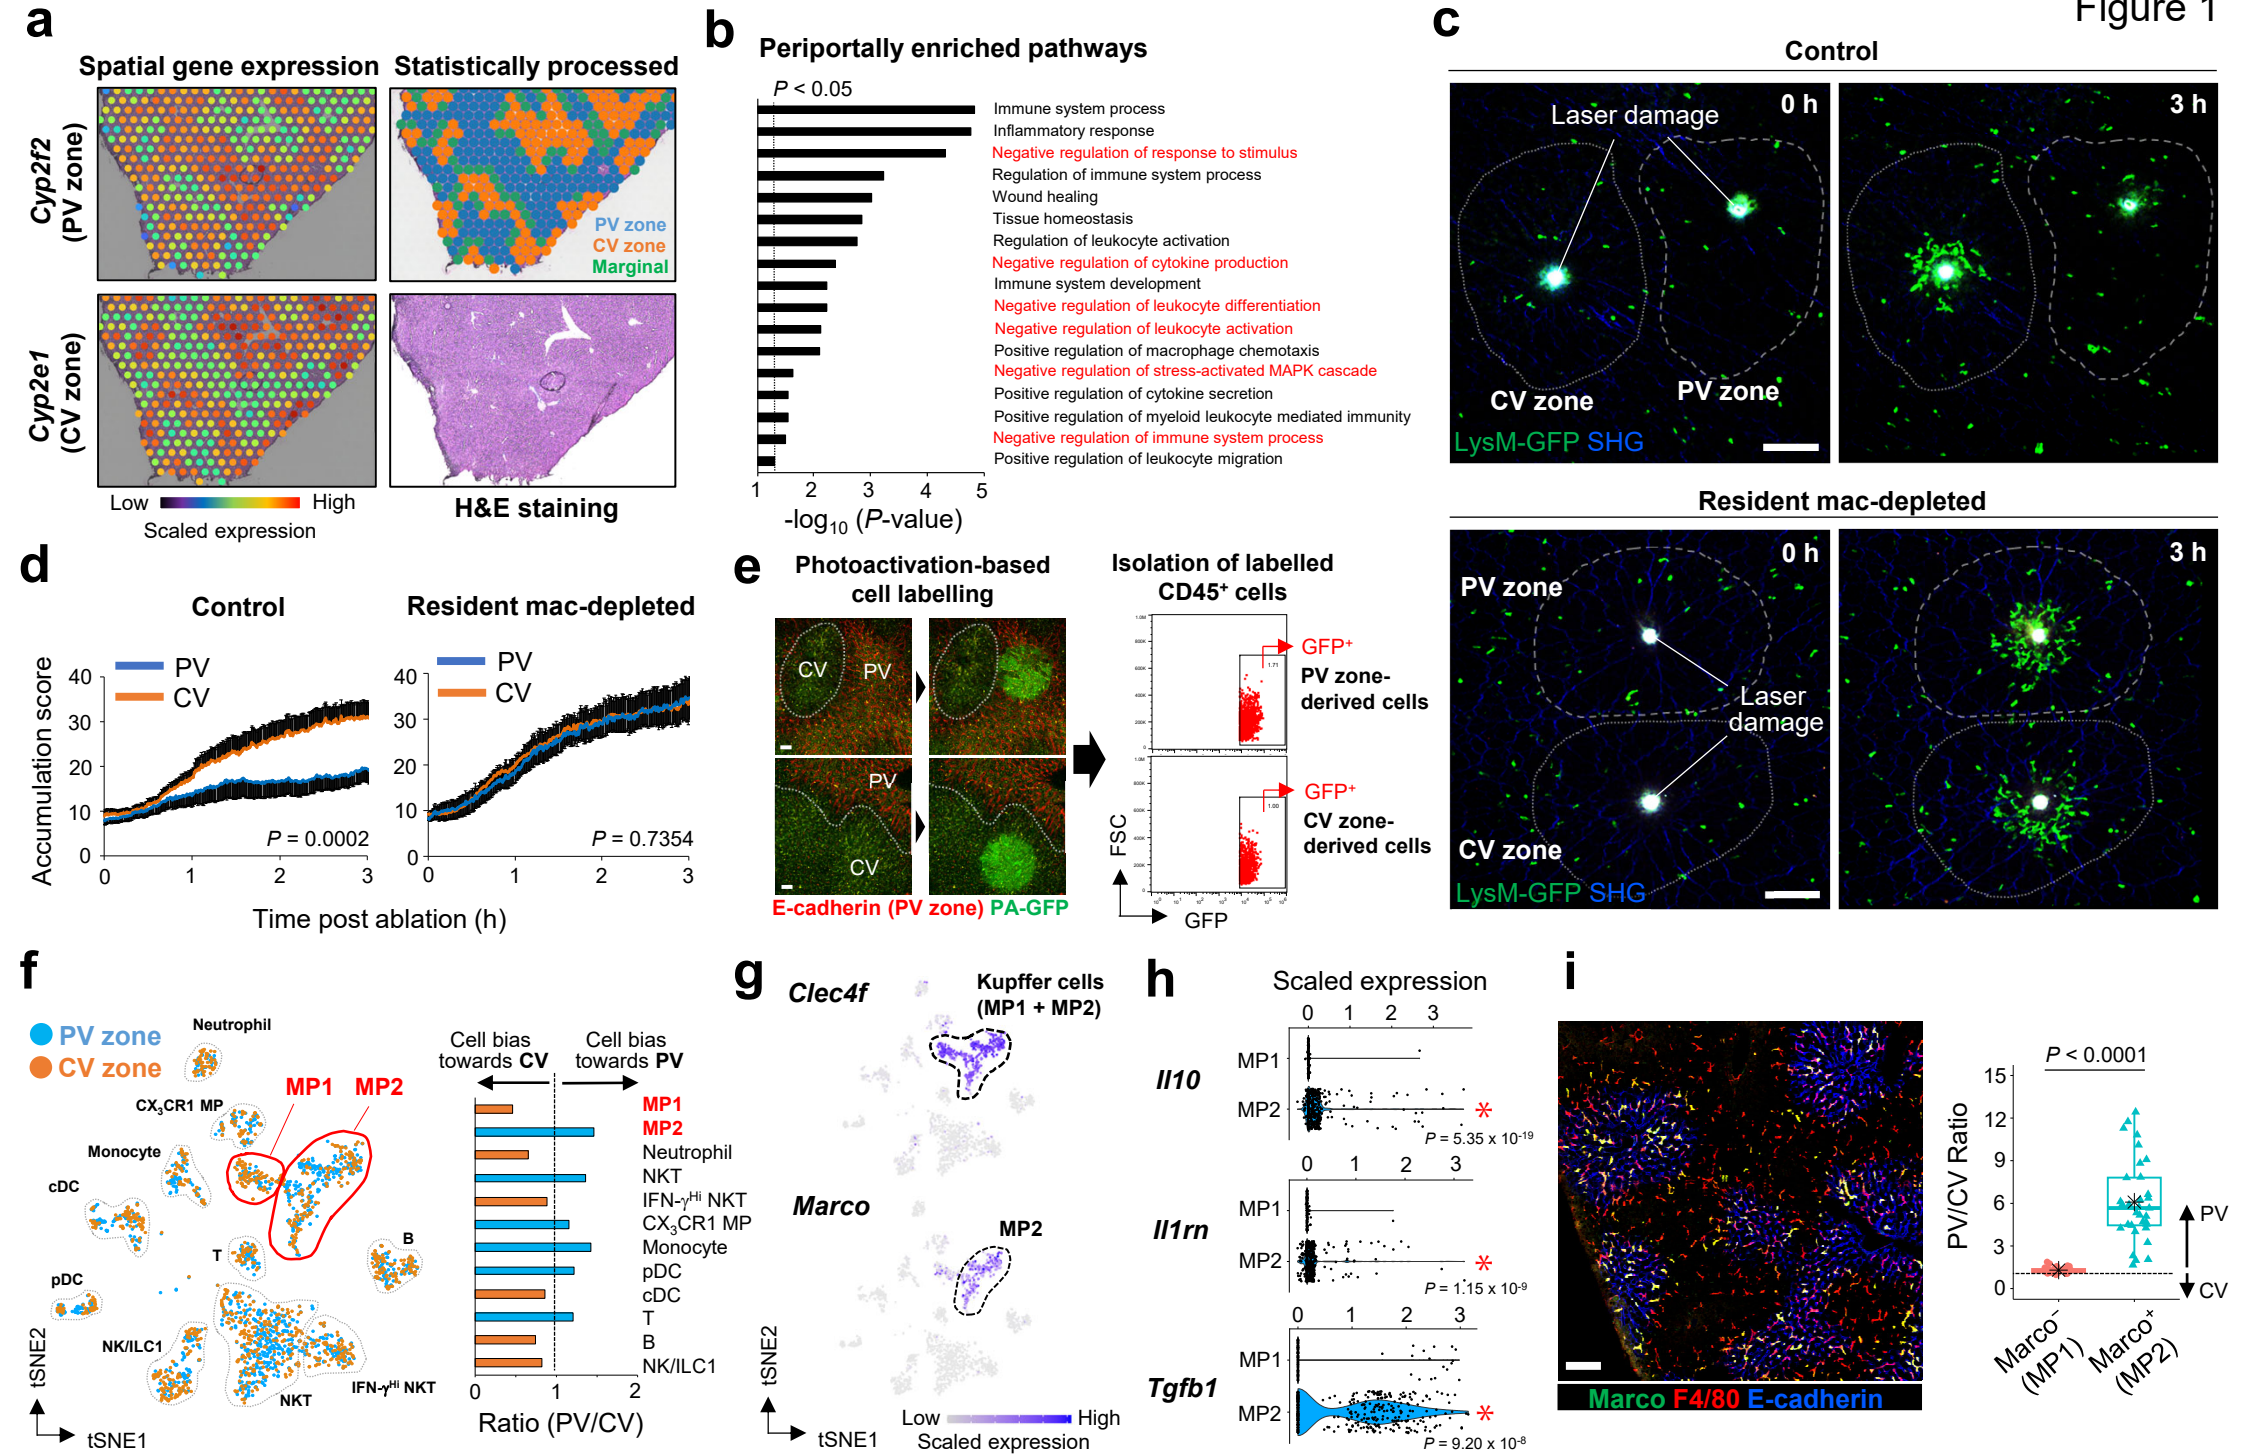 Figure 1
a
Spatial gene expression
Statistically processed
Cyp2f2
(PV zone)
PV zone
CV zone
Marginal
Cyp2e1
(CV zone)
Low
High
Scaled expression
H&E staining
b
Periportally enriched pathways
P < 0.05
Immune system process
Inflammatory response
Negative regulation of response to stimulus
Regulation of immune system process
Wound healing
Tissue homeostasis
Regulation of leukocyte activation
Negative regulation of cytokine production
Immune system development
Negative regulation of leukocyte differentiation
Negative regulation of leukocyte activation
Positive regulation of macrophage chemotaxis
Negative regulation of stress-activated MAPK cascade
Positive regulation of cytokine secretion
Positive regulation of myeloid leukocyte mediated immunity
Negative regulation of immune system process
Positive regulation of leukocyte migration
1 2 3 4 5
-log10 (P-value)
c
Control
0 h
3 h
Laser damage
CV zone
PV zone
LysM-GFP SHG
Resident mac-depleted
0 h
3 h
PV zone
Laser
damage
CV zone
LysM-GFP SHG
d
Control
Resident mac-depleted
Accumulation score
PV
CV
40
30
20
10
0
P = 0.0002
0 1 2 3
PV
CV
40
30
20
10
0
P = 0.7354
0 1 2 3
Time post ablation (h)
e
Photoactivation-based
cell labelling
Isolation of labelled
CD45+ cells
CV
PV
PV
CV
E-cadherin (PV zone) PA-GFP
1.71
GFP+
PV zone-
derived cells
1.00
GFP+
CV zone-
derived cells
FSC
GFP
f
PV zone
CV zone
Neutrophil
MP1
MP2
CX3CR1 MP
Monocyte
cDC
T
B
pDC
NK/ILC1
NKT
IFN-γHi NKT
tSNE2
tSNE1
Cell bias
towards CV
Cell bias
towards PV
MP1
MP2
Neutrophil
NKT
IFN-γHi NKT
CX3CR1 MP
Monocyte
pDC
cDC
T
B
NK/ILC1
0 1 2
Ratio (PV/CV)
g
Clec4f
Kupffer cells
(MP1 + MP2)
Marco
MP2
tSNE2
tSNE1
Low
High
Scaled expression
h
Scaled expression
0 1 2 3
Il10
MP1
MP2
*
P = 5.35 x 10-19
0 1 2 3
Il1rn
MP1
MP2
*
P = 1.15 x 10-9
0 1 2 3
Tgfb1
MP1
MP2
*
P = 9.20 x 10-8
i
Marco F4/80 E-cadherin
P < 0.0001
PV/CV Ratio
15
12
9
6
3
0
PV
CV
Marco-
(MP1)
Marco+
(MP2)